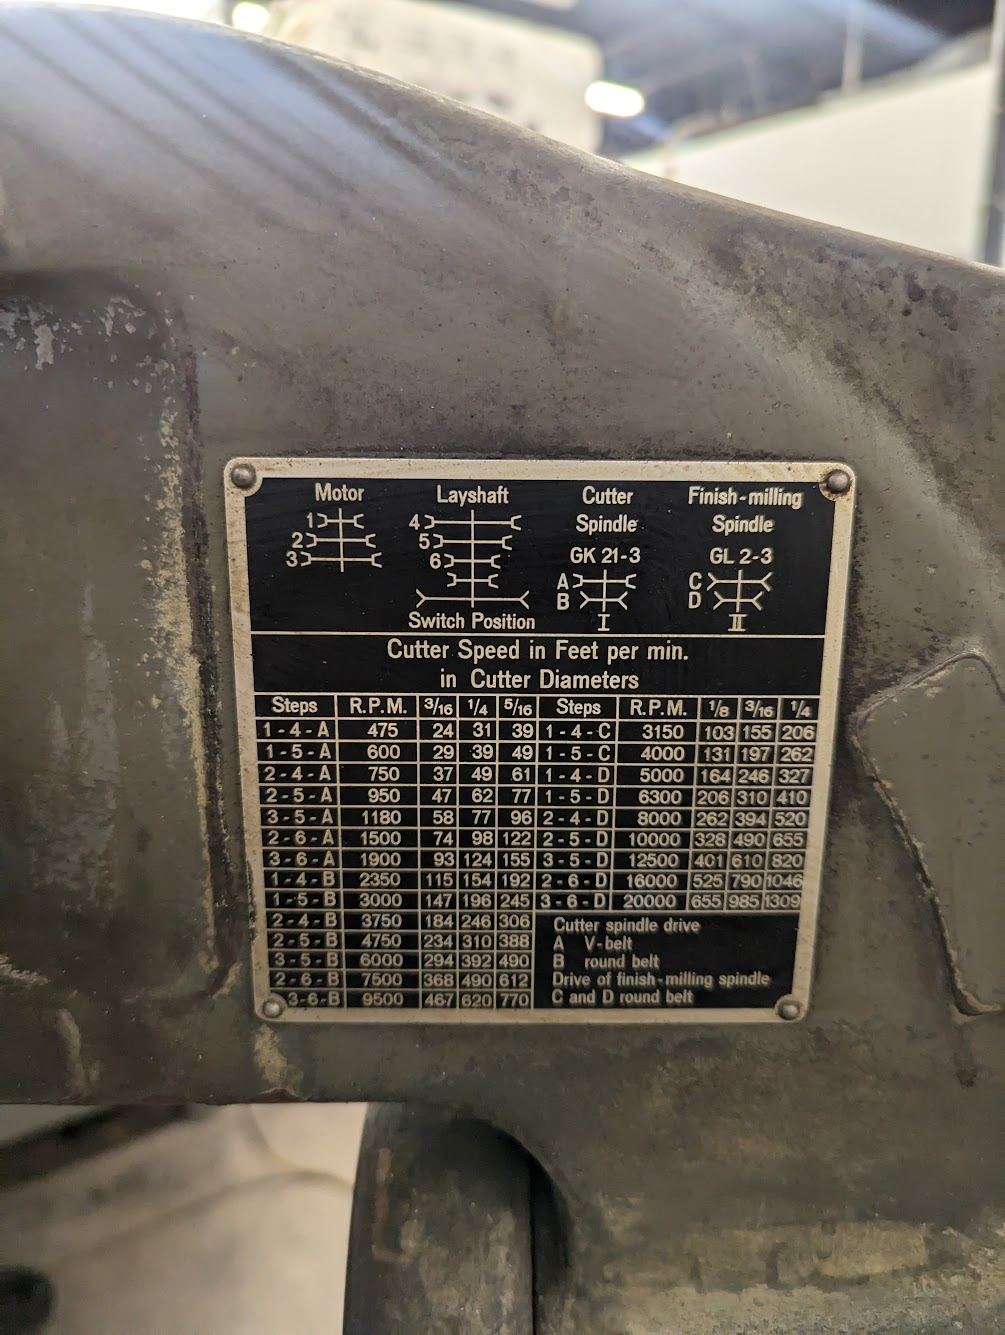 Motor Layshaft Cutter Finish-milling
Spindle Spindle
GK 21-3 GL 2-3
1 4
2 5
3 6
A C
B D
I II
Switch Position
Cutter Speed in Feet per min.
in Cutter Diameters
Steps R.P.M. 3/16 1/4 5/16 Steps R.P.M. 1/8 3/16 1/4
1-4-A 475 24 31 39 1-4-C 3150 103 155 206
1-5-A 600 29 39 49 1-5-C 4000 131 197 262
2-4-A 750 37 49 61 1-4-D 5000 164 246 327
2-5-A 950 47 62 77 1-5-D 6300 206 310 410
3-5-A 1180 58 77 96 2-4-D 8000 262 394 520
2-6-A 1500 74 98 122 2-5-D 10000 328 490 655
3-6-A 1900 93 124 155 3-5-D 12500 401 610 820
1-4-B 2350 115 154 192 2-6-D 16000 525 790 1046
1-5-B 3000 147 196 245 3-6-D 20000 655 985 1309
2-4-B 3750 184 246 306
2-5-B 4750 234 310 388
3-5-B 6000 294 392 490
2-6-B 7500 368 490 612
3-6-B 9500 467 620 770
Cutter spindle drive
A V-belt
B round belt
Drive of finish-milling spindle
C and D round belt